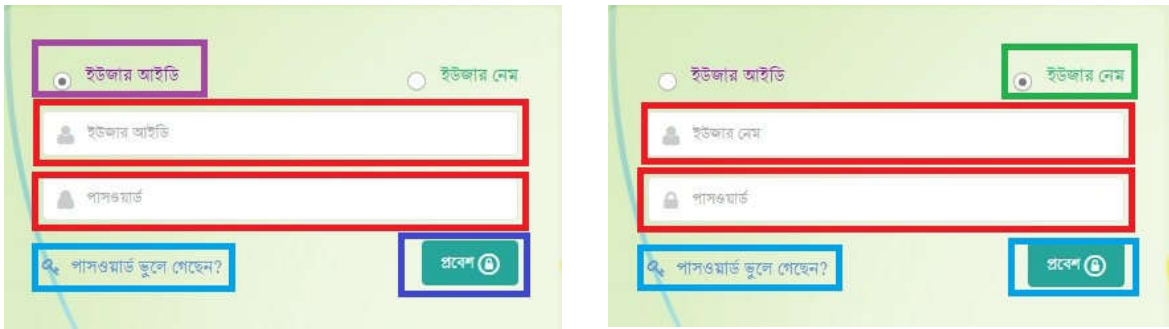 ইউজার আইডি ইউজার নেম
ইউজার আইডি
পাসওয়ার্ড
পাসওয়ার্ড ভুলে গেছেন? প্রবেশ
ইউজার আইডি ইউজার নেম
ইউজার নেম
পাসওয়ার্ড
পাসওয়ার্ড ভুলে গেছেন? প্রবেশ